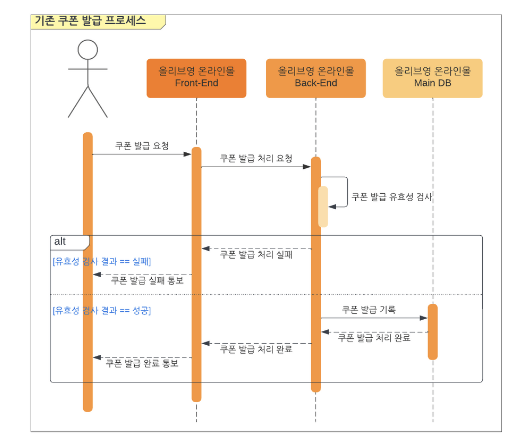 기존 쿠폰 발급 프로세스
올리브영 온라인몰
Front-End
올리브영 온라인몰
Back-End
올리브영 온라인몰
Main DB
쿠폰 발급 요청
쿠폰 발급 처리 요청
쿠폰 발급 유효성 검사
alt
쿠폰 발급 처리 실패
[유효성 검사 결과 == 실패]
쿠폰 발급 실패 통보
[유효성 검사 결과 == 성공]
쿠폰 발급 기록
쿠폰 발급 처리 완료
쿠폰 발급 처리 완료
쿠폰 발급 완료 통보